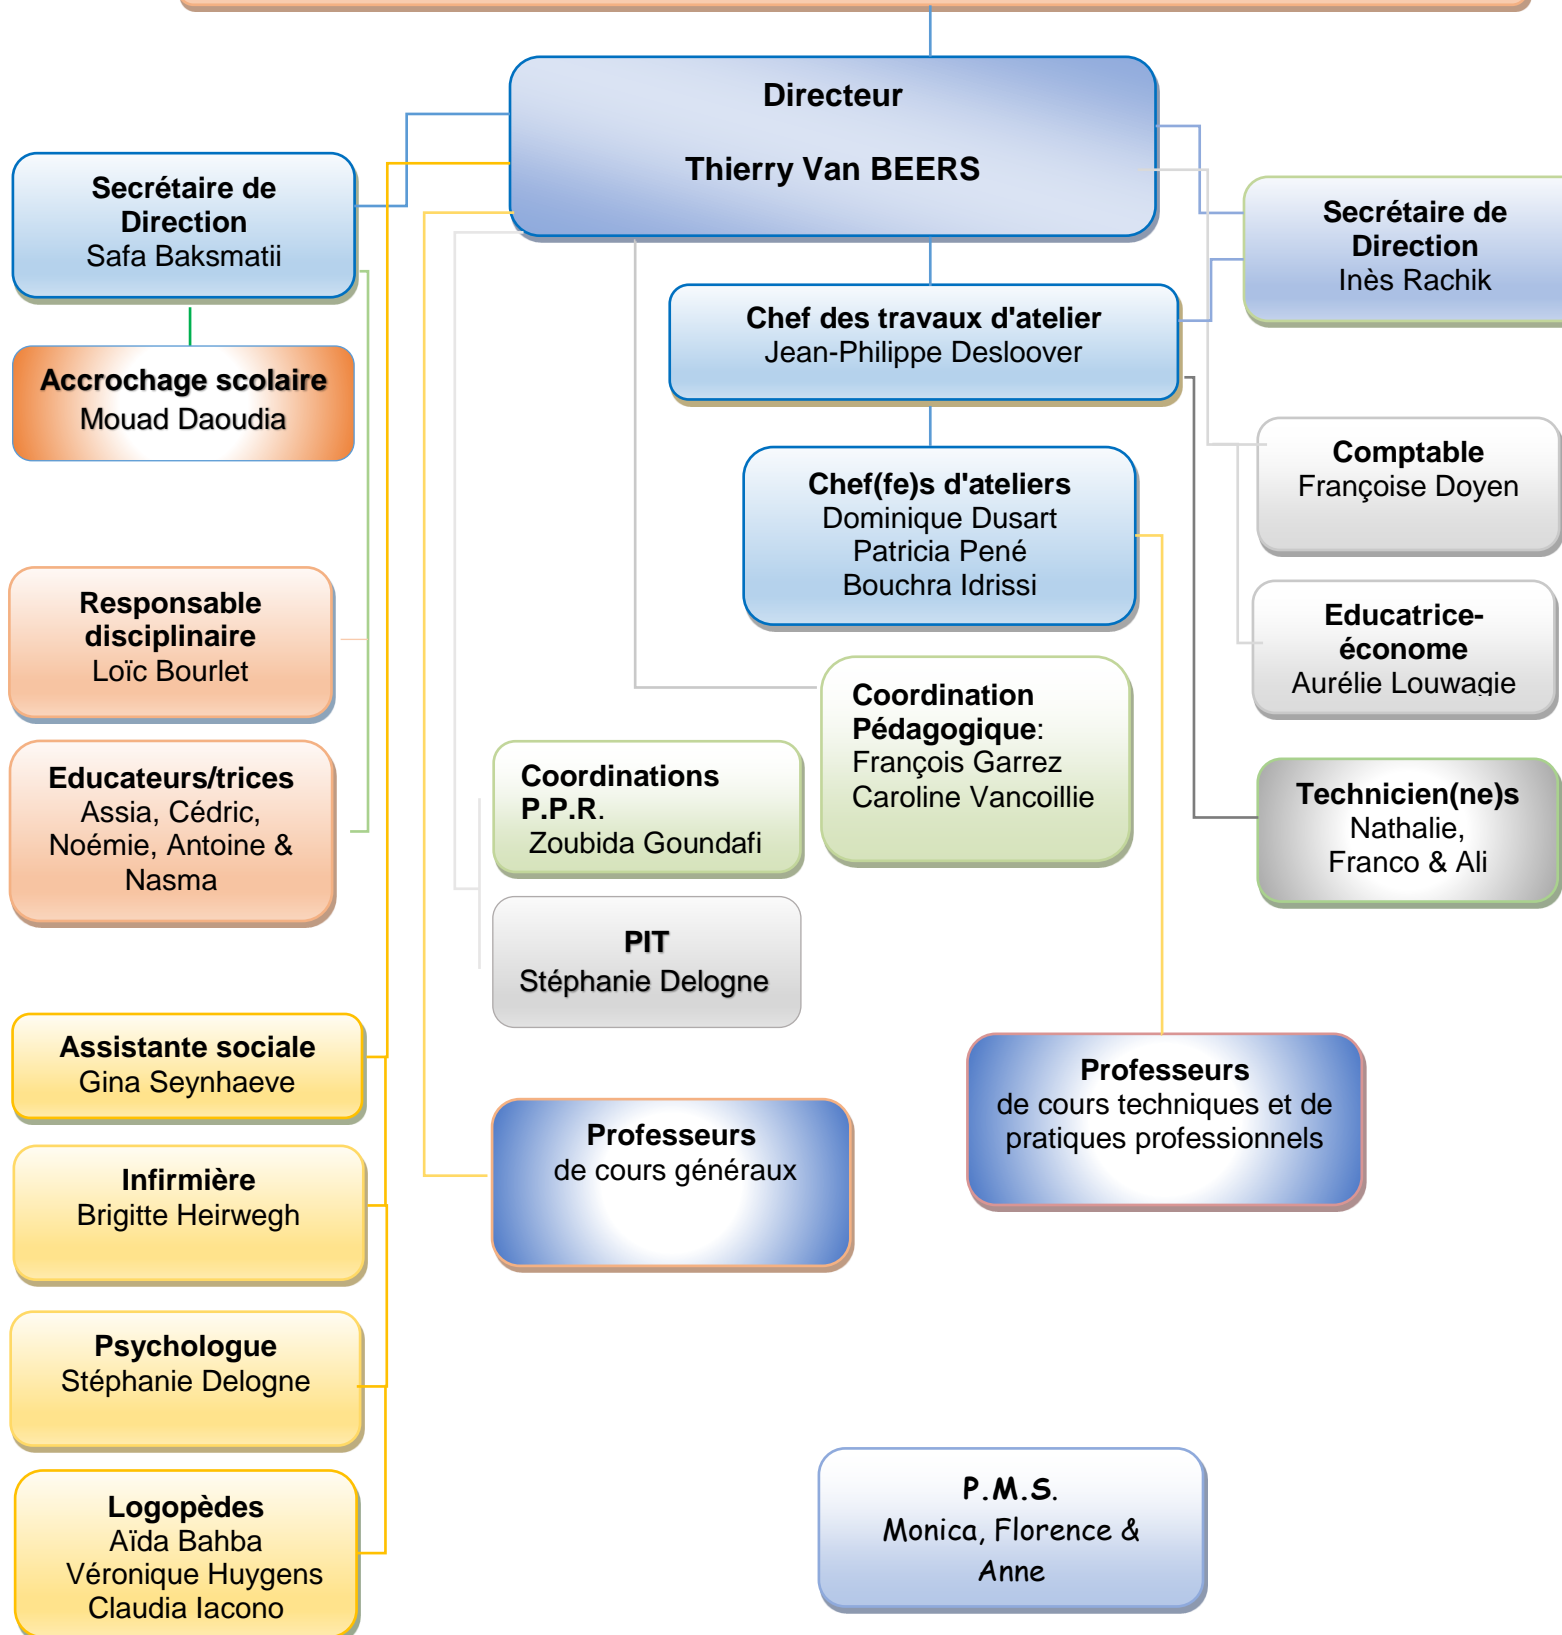 Directeur
Thierry Van BEERS
Secrétaire de
Direction
Safa Baksmatii
Secrétaire de
Direction
Inès Rachik
Chef des travaux d'atelier
Jean-Philippe Desloover
Accrochage scolaire
Mouad Daoudia
Chef(fe)s d'ateliers
Dominique Dusart
Patricia Pené
Bouchra Idrissi
Comptable
Françoise Doyen
Responsable
disciplinaire
Loïc Bourlet
Educatrice-
économe
Aurélie Louwagie
Coordination
Pédagogique:
François Garrez
Caroline Vancoillie
Educateurs/trices
Assia, Cédric,
Noémie, Antoine &
Nasma
Coordinations
P.P.R.
Zoubida Goundafi
Technicien(ne)s
Nathalie,
Franco & Ali
PIT
Stéphanie Delogne
Assistante sociale
Gina Seynhaeve
Professeurs
de cours techniques et de
pratiques professionnels
Professeurs
de cours généraux
Infirmière
Brigitte Heirwegh
Psychologue
Stéphanie Delogne
Logopèdes
Aïda Bahba
Véronique Huygens
Claudia Iacono
P.M.S.
Monica, Florence &
Anne